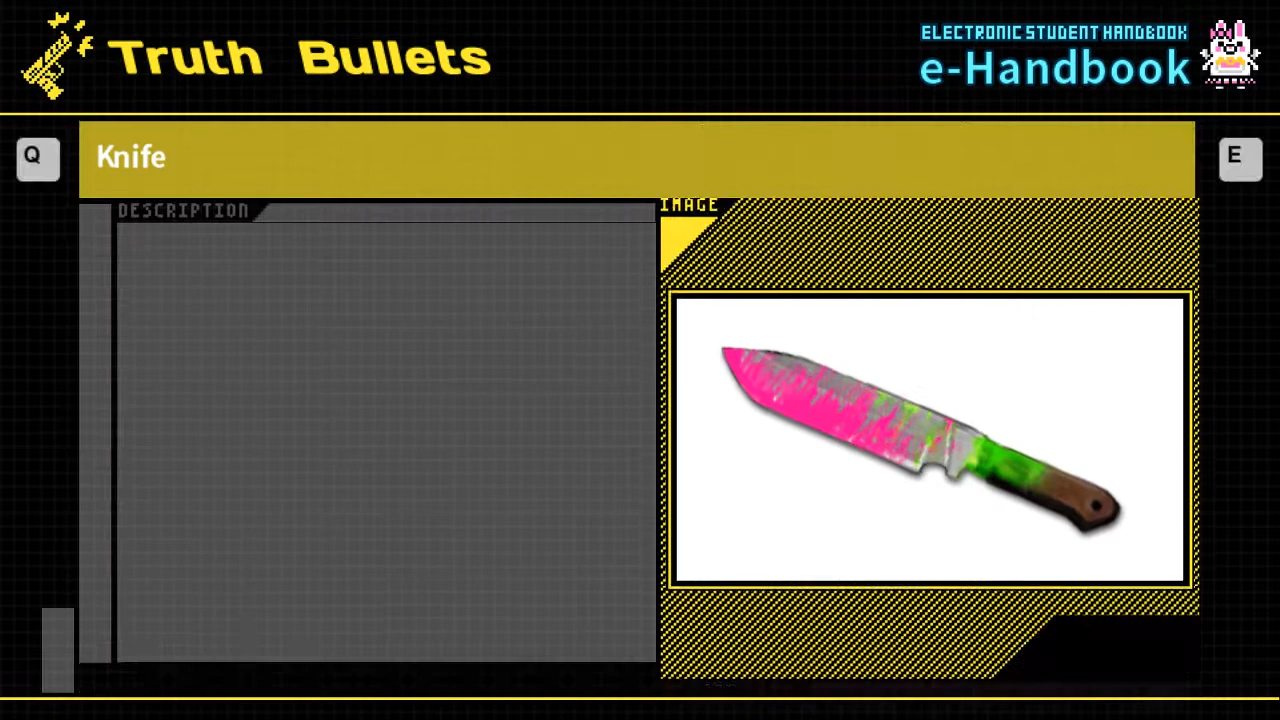 Truth Bullets
ELECTRONIC STUDENT HANDBOOK
e-Handbook
Q
Knife
E
DESCRIPTION
IMAGE